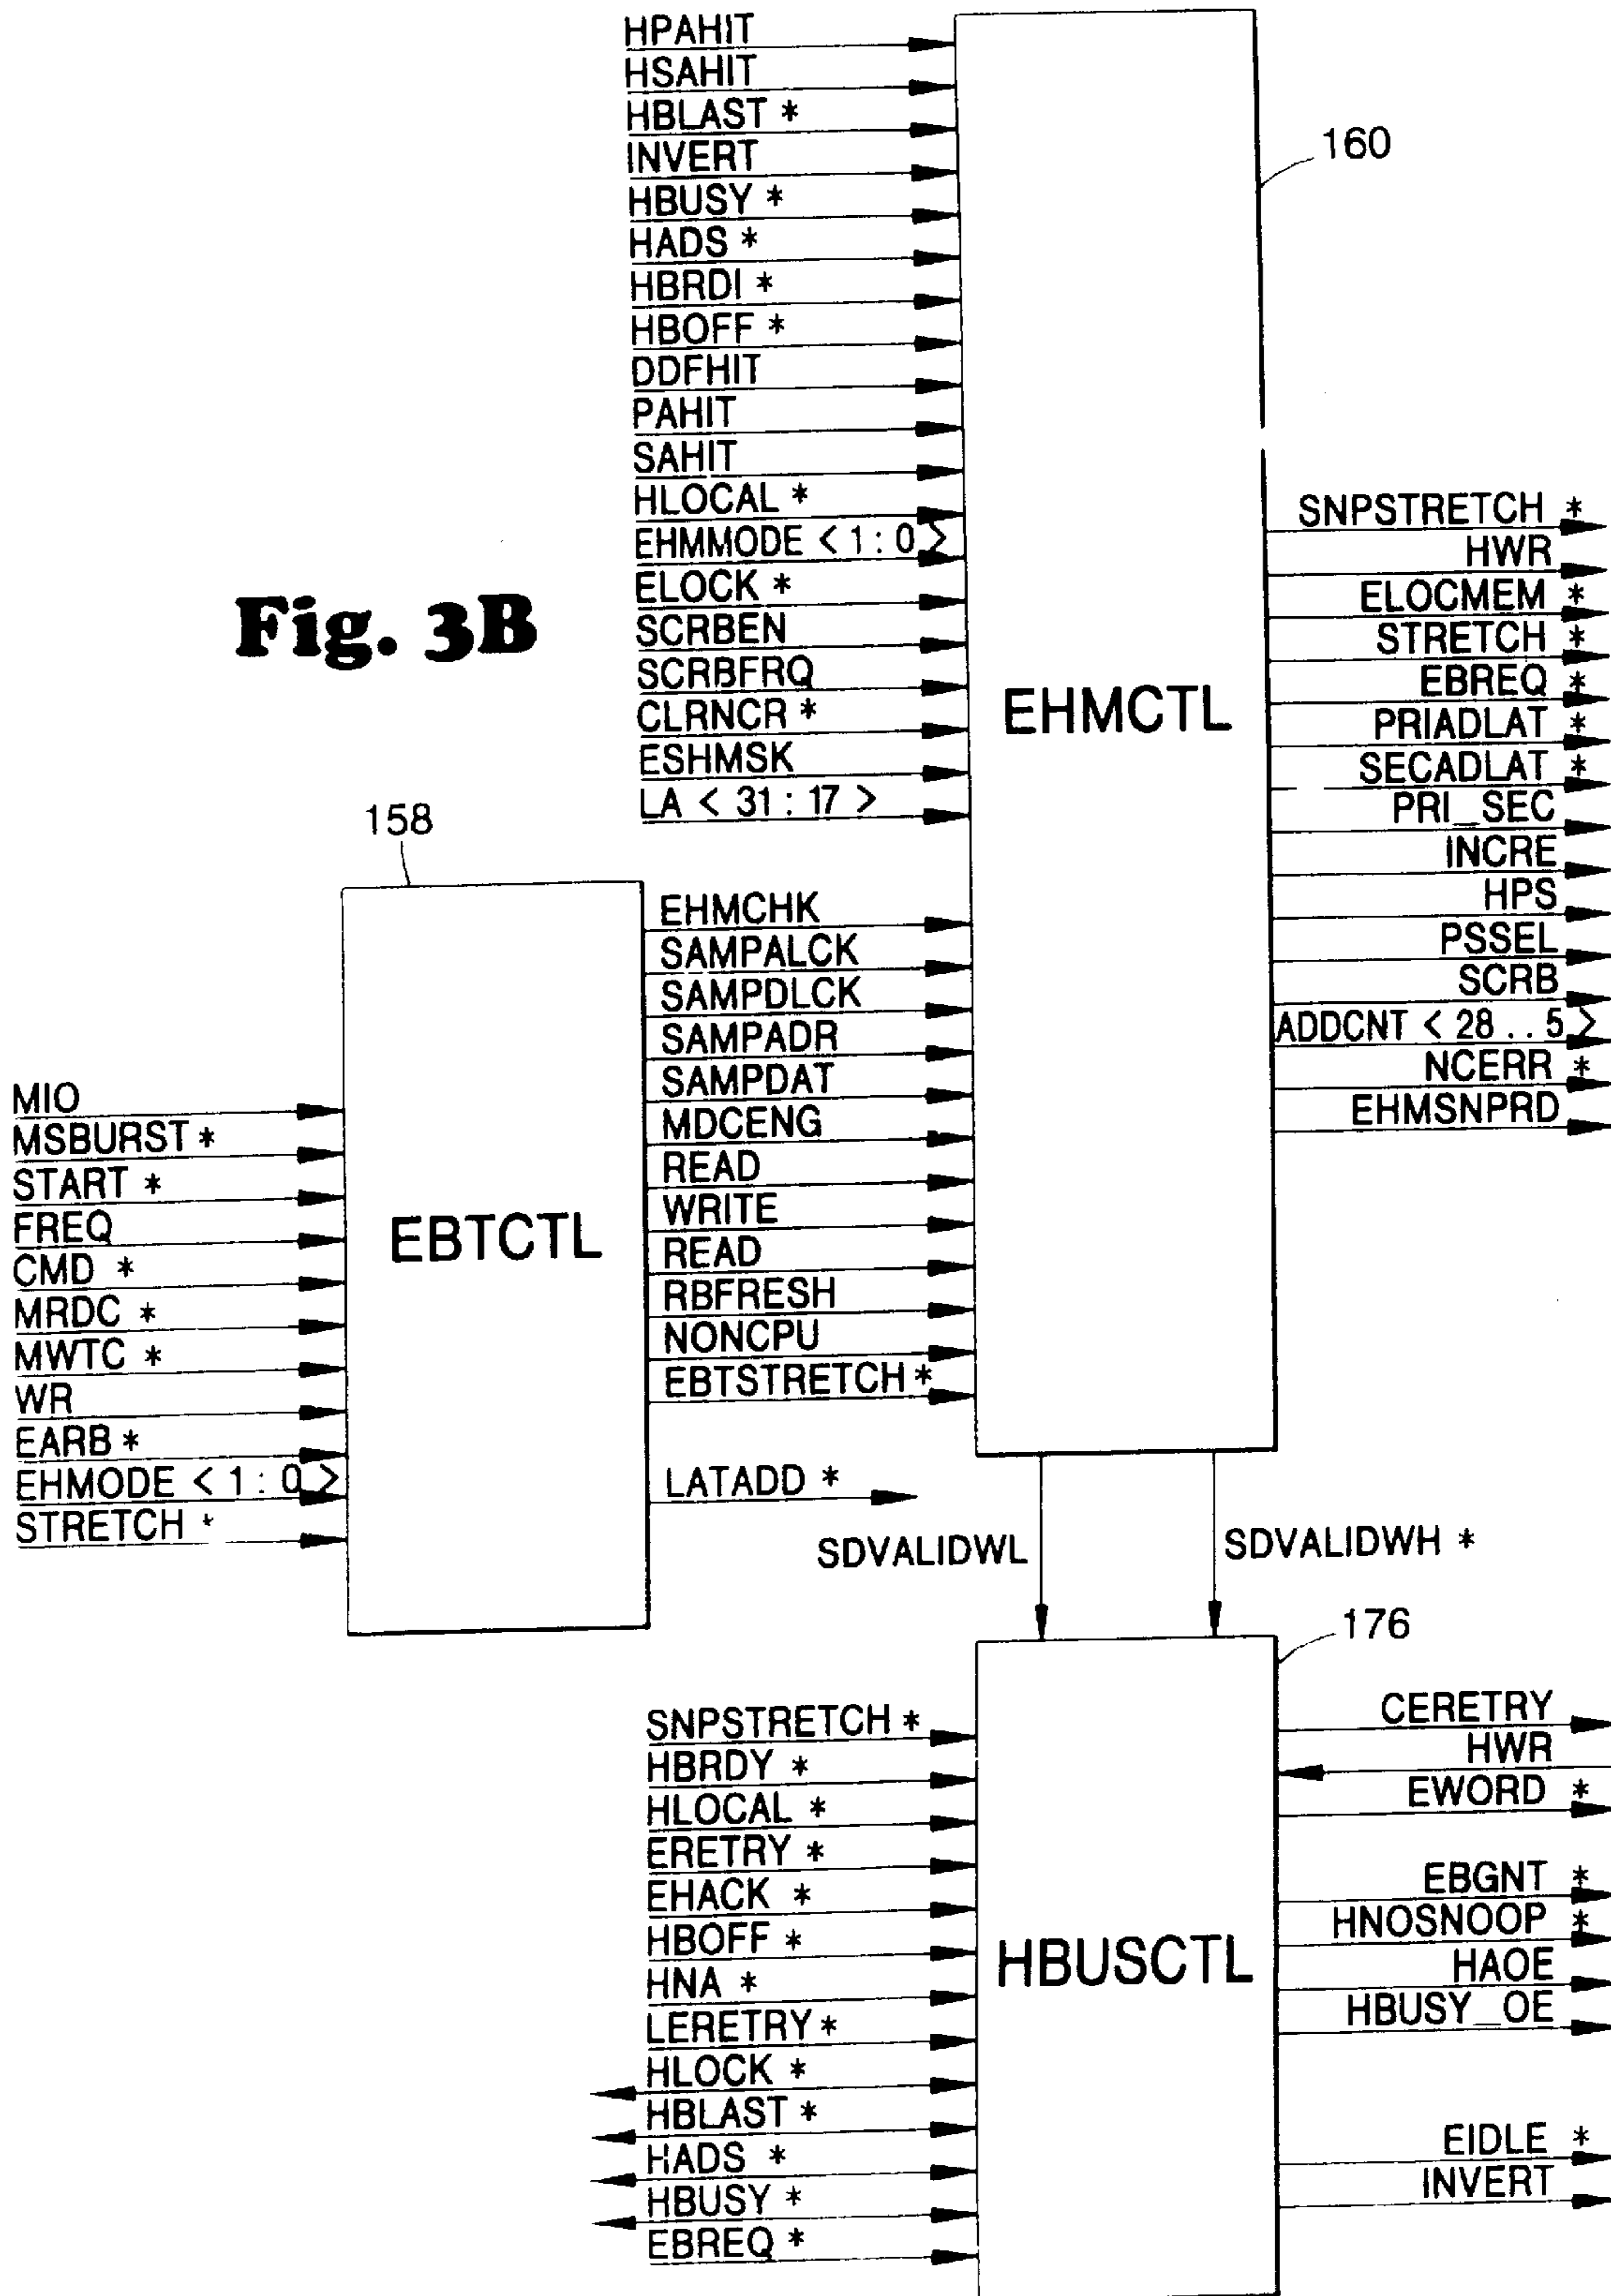 HPAHIT
HSAHIT
HBLAST *
INVERT
HBUSY *
HADS *
HBRDI *
HBOFF *
DDFHIT
PAHIT
SAHIT
HLOCAL *
EHMMODE < 1 : 0 >
ELOCK *
SCRBEN
SCRBFRQ
CLRNCR *
ESHMSK
LA < 31 : 17 >
160
Fig. 3B
EHMCTL
SNPSTRETCH *
HWR
ELOCMEM *
STRETCH *
EBREQ *
PRIADLAT *
SECADLAT *
PRI_SEC
INCRE
HPS
PSSEL
SCRB
ADDCNT < 28 . . 5 >
NCERR *
EHMSNPRD
158
EHMCHK
SAMPALCK
SAMPDLCK
SAMPADR
SAMPDAT
MDCENG
READ
WRITE
READ
RBFRESH
NONCPU
EBTSTRETCH *
LATADD *
MIO
MSBURST *
START *
FREQ
CMD *
MRDC *
MWTC *
WR
EARB *
EHMODE < 1 : 0 >
STRETCH *
EBTCTL
SDVALIDWL
SDVALIDWH *
176
SNPSTRETCH *
HBRDY *
HLOCAL *
ERETRY *
EHACK *
HBOFF *
HNA *
LERETRY *
HLOCK *
HBLAST *
HADS *
HBUSY *
EBREQ *
HBUSCTL
CERETRY
HWR
EWORD *
EBGNT *
HNOSNOOP *
HAOE
HBUSY_OE
EIDLE *
INVERT